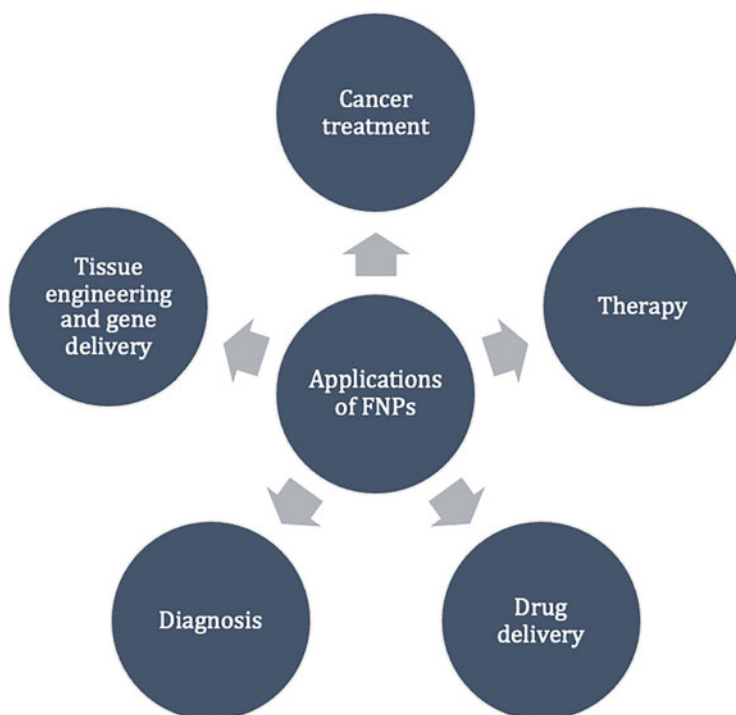 Cancer
treatment
Tissue
engineering
and gene
delivery
Therapy
Applications
of FNPs
Diagnosis
Drug
delivery